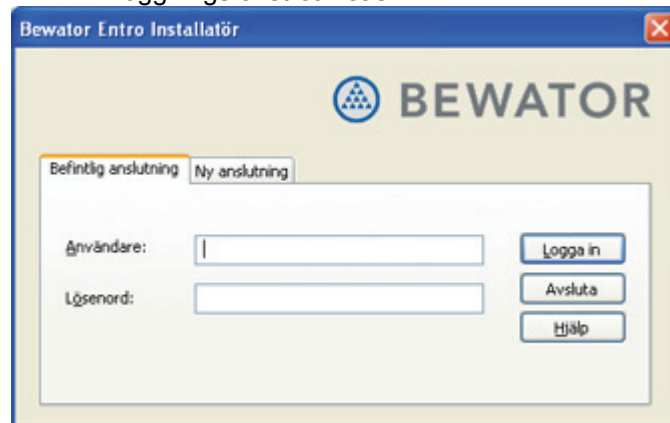 Bewator Entro Installatör
BEWATOR
Befintlig anslutning
Ny anslutning
Användare:
Logga in
Lösenord:
Avsluta
Hjälp